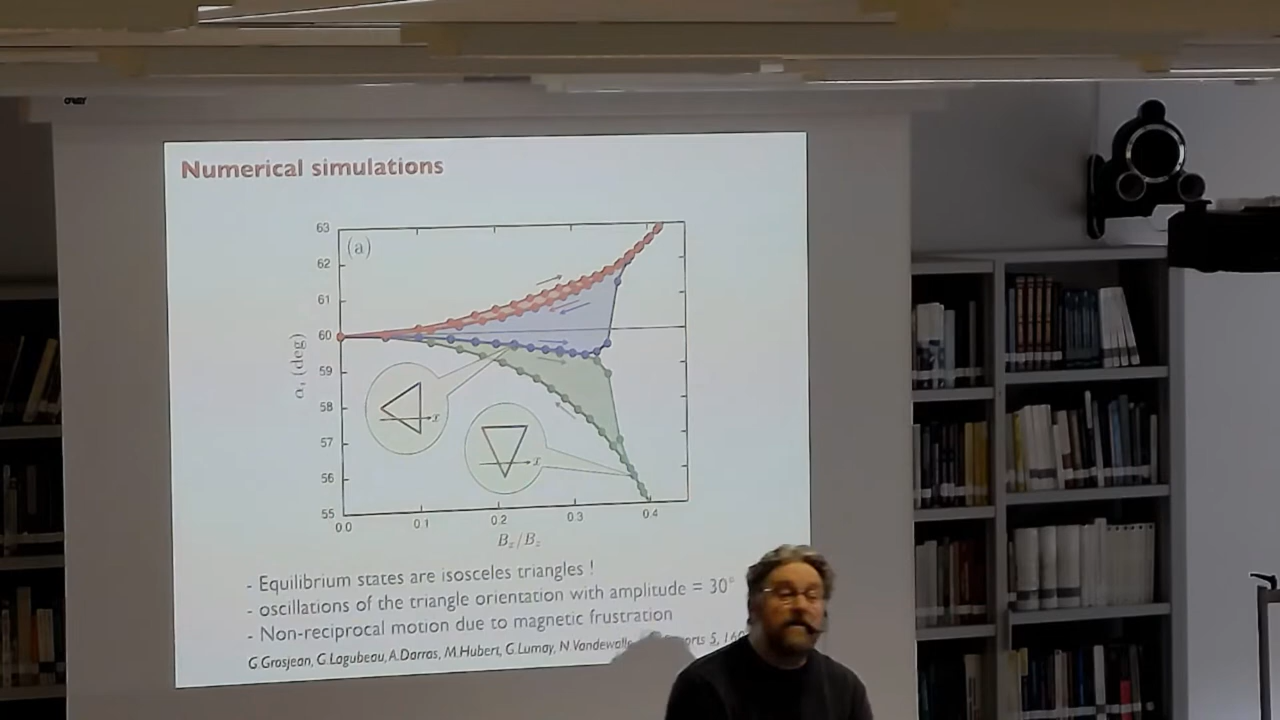 Numerical simulations
(a)
63
62
61
60
59
58
57
56
55
α, (deg)
x
x
0.0 0.1 0.2 0.3 0.4
Bx/Bz
- Equilibrium states are isosceles triangles !
- oscillations of the triangle orientation with amplitude = 30°
- Non-reciprocal motion due to magnetic frustration
G.Grosjean, G.Lagubeau, A.Darras, M.Hubert, G.Lumay, N.Vandewalle 5,